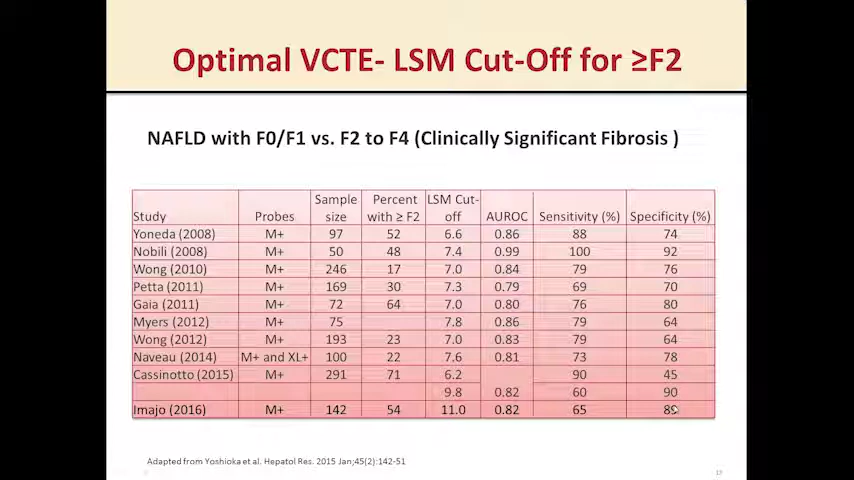 Optimal VCTE- LSM Cut-Off for ≥F2
NAFLD with F0/F1 vs. F2 to F4 (Clinically Significant Fibrosis )
Study Probes Sample size Percent with ≥ F2 LSM Cut-off AUROC Sensitivity (%) Specificity (%)
Yoneda (2008) M+ 97 52 6.6 0.86 88 74
Nobili (2008) M+ 50 48 7.4 0.99 100 92
Wong (2010) M+ 246 17 7.0 0.84 79 76
Petta (2011) M+ 169 30 7.3 0.79 69 70
Gaia (2011) M+ 72 64 7.0 0.80 76 80
Myers (2012) M+ 75 7.8 0.86 79 64
Wong (2012) M+ 193 23 7.0 0.83 79 64
Naveau (2014) M+ and XL+ 100 22 7.6 0.81 73 78
Cassinotto (2015) M+ 291 71 6.2 90 45
9.8 0.82 60 90
Imajo (2016) M+ 142 54 11.0 0.82 65 89
Adapted from Yoshioka et al. Hepatol Res. 2015 Jan;45(2):142-51